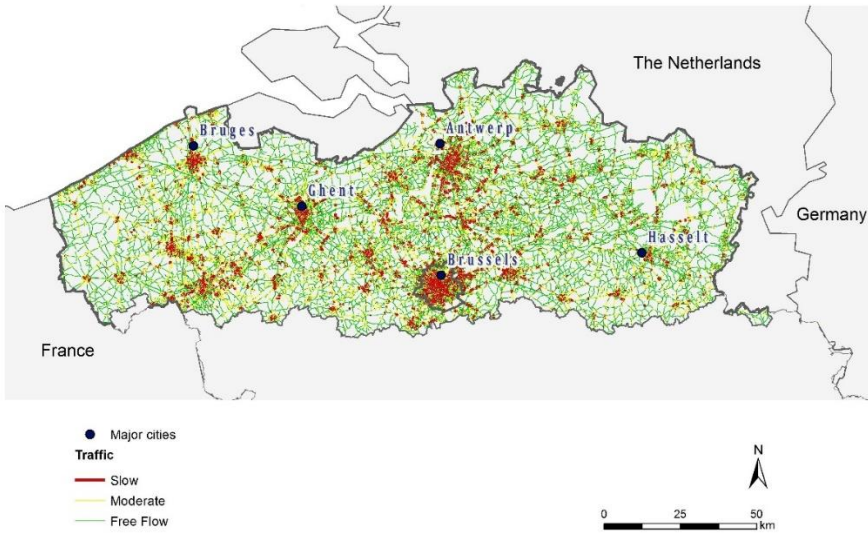 The Netherlands
Bruges
Antwerp
Ghent
Germany
Hasselt
Brussels
France
Major cities
Traffic
Slow
Moderate
Free Flow
N
0 25 50
km